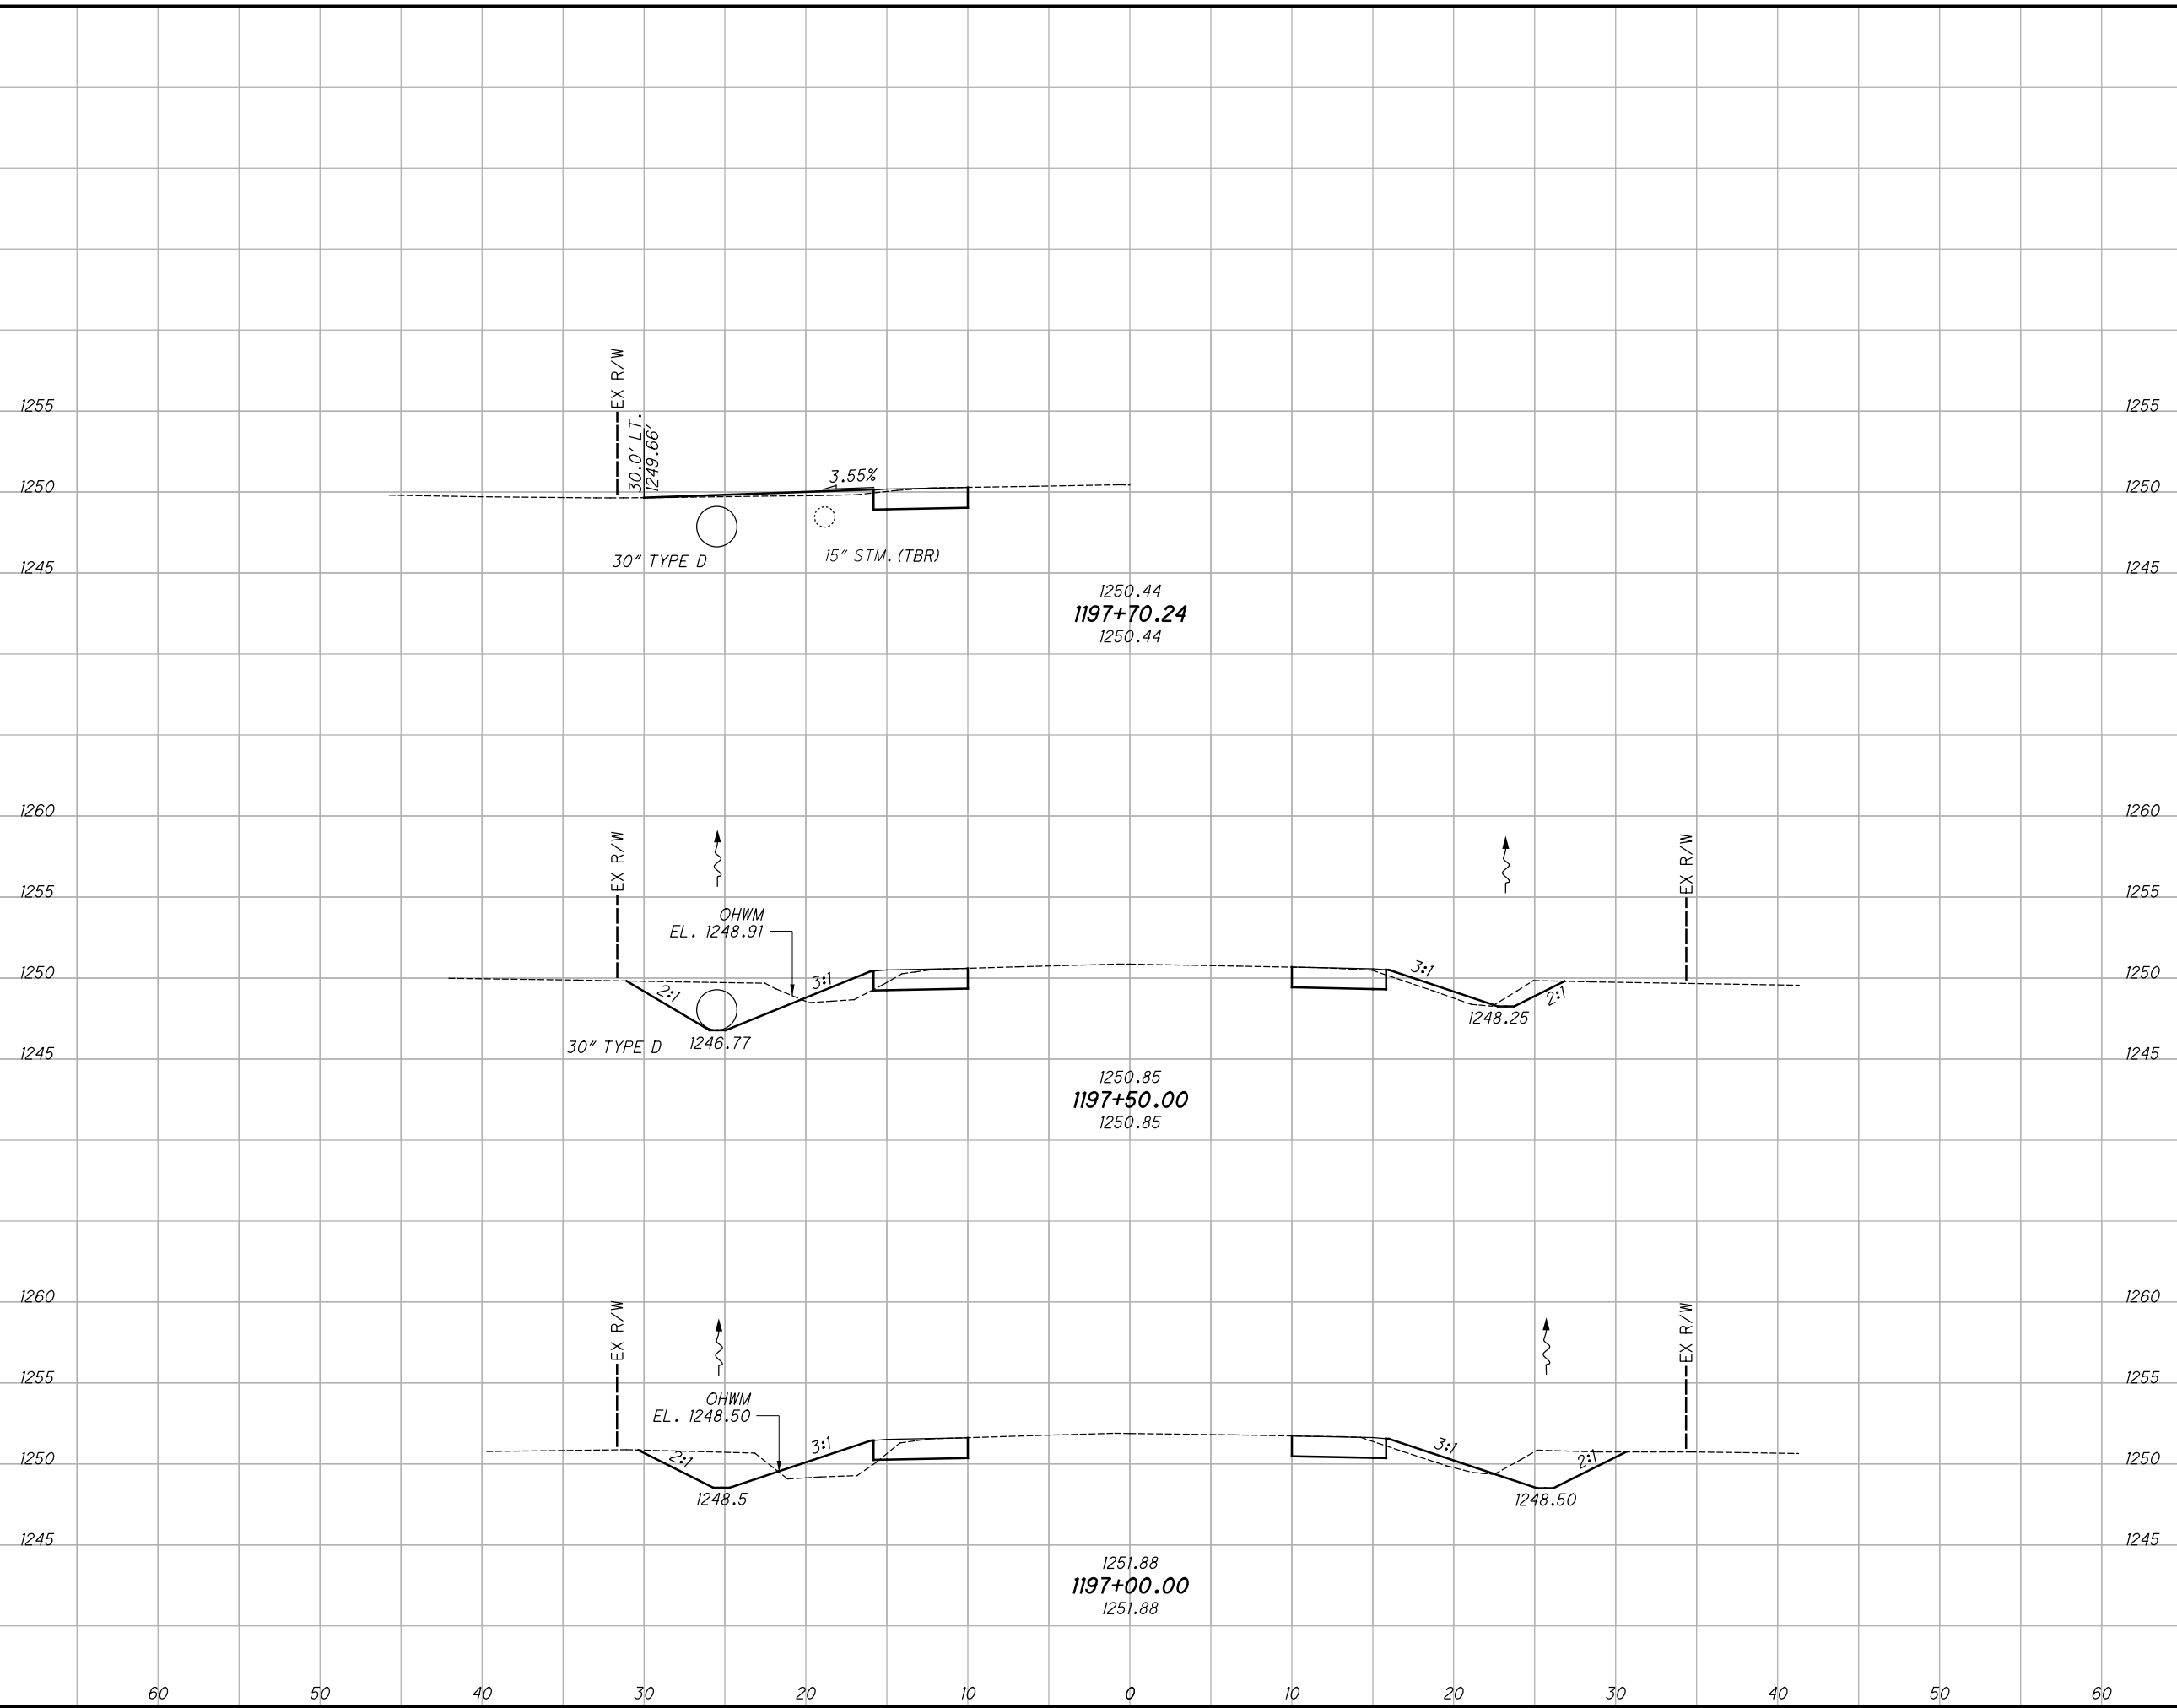 EX R/W
1255 1255
30.0' LT.
1249.66'
3.55%
1250 1250
30" TYPE D
15" STM. (TBR)
1245 1245
1250.44
1197+70.24
1250.44
1260 1260
EX R/W
EX R/W
1255 1255
OHWM
EL. 1248.91
1250 1250
2:1
3:1
3:1
2:1
1248.25
30" TYPE D
1246.77
1245 1245
1250.85
1197+50.00
1250.85
1260 1260
EX R/W
EX R/W
1255 1255
OHWM
EL. 1248.50
1250 1250
2:1
3:1
3:1
2:1
1248.5
1248.50
1245 1245
1251.88
1197+00.00
1251.88
60 50 40 30 20 10 0 10 20 30 40 50 60